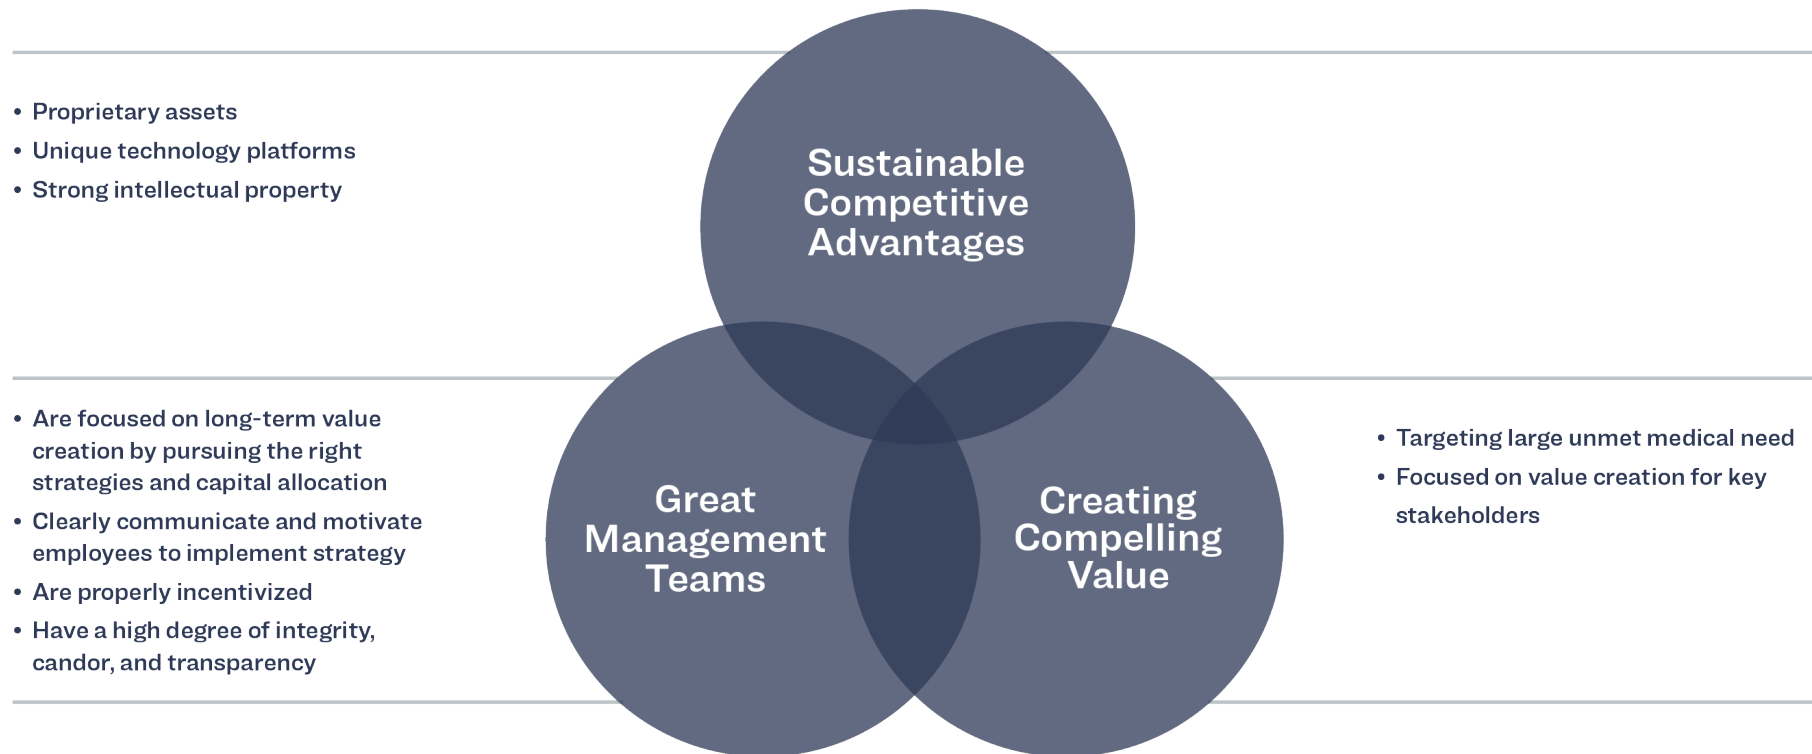 • Proprietary assets
• Unique technology platforms
• Strong intellectual property
Sustainable
Competitive
Advantages
• Are focused on long-term value
creation by pursuing the right
strategies and capital allocation
• Clearly communicate and motivate
employees to implement strategy
• Are properly incentivized
• Have a high degree of integrity,
candor, and transparency
Great
Management
Teams
Creating
Compelling
Value
• Targeting large unmet medical need
• Focused on value creation for key
stakeholders